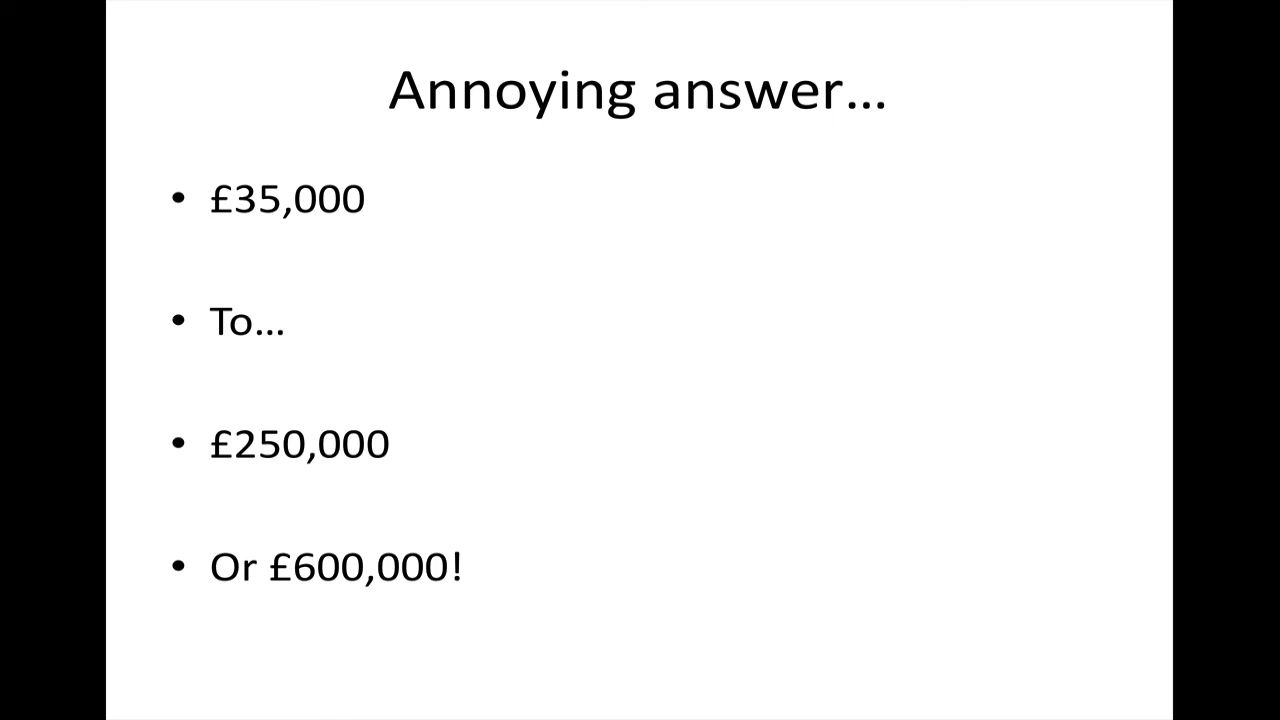 Annoying answer...
• £35,000
• To...
• £250,000
• Or £600,000!